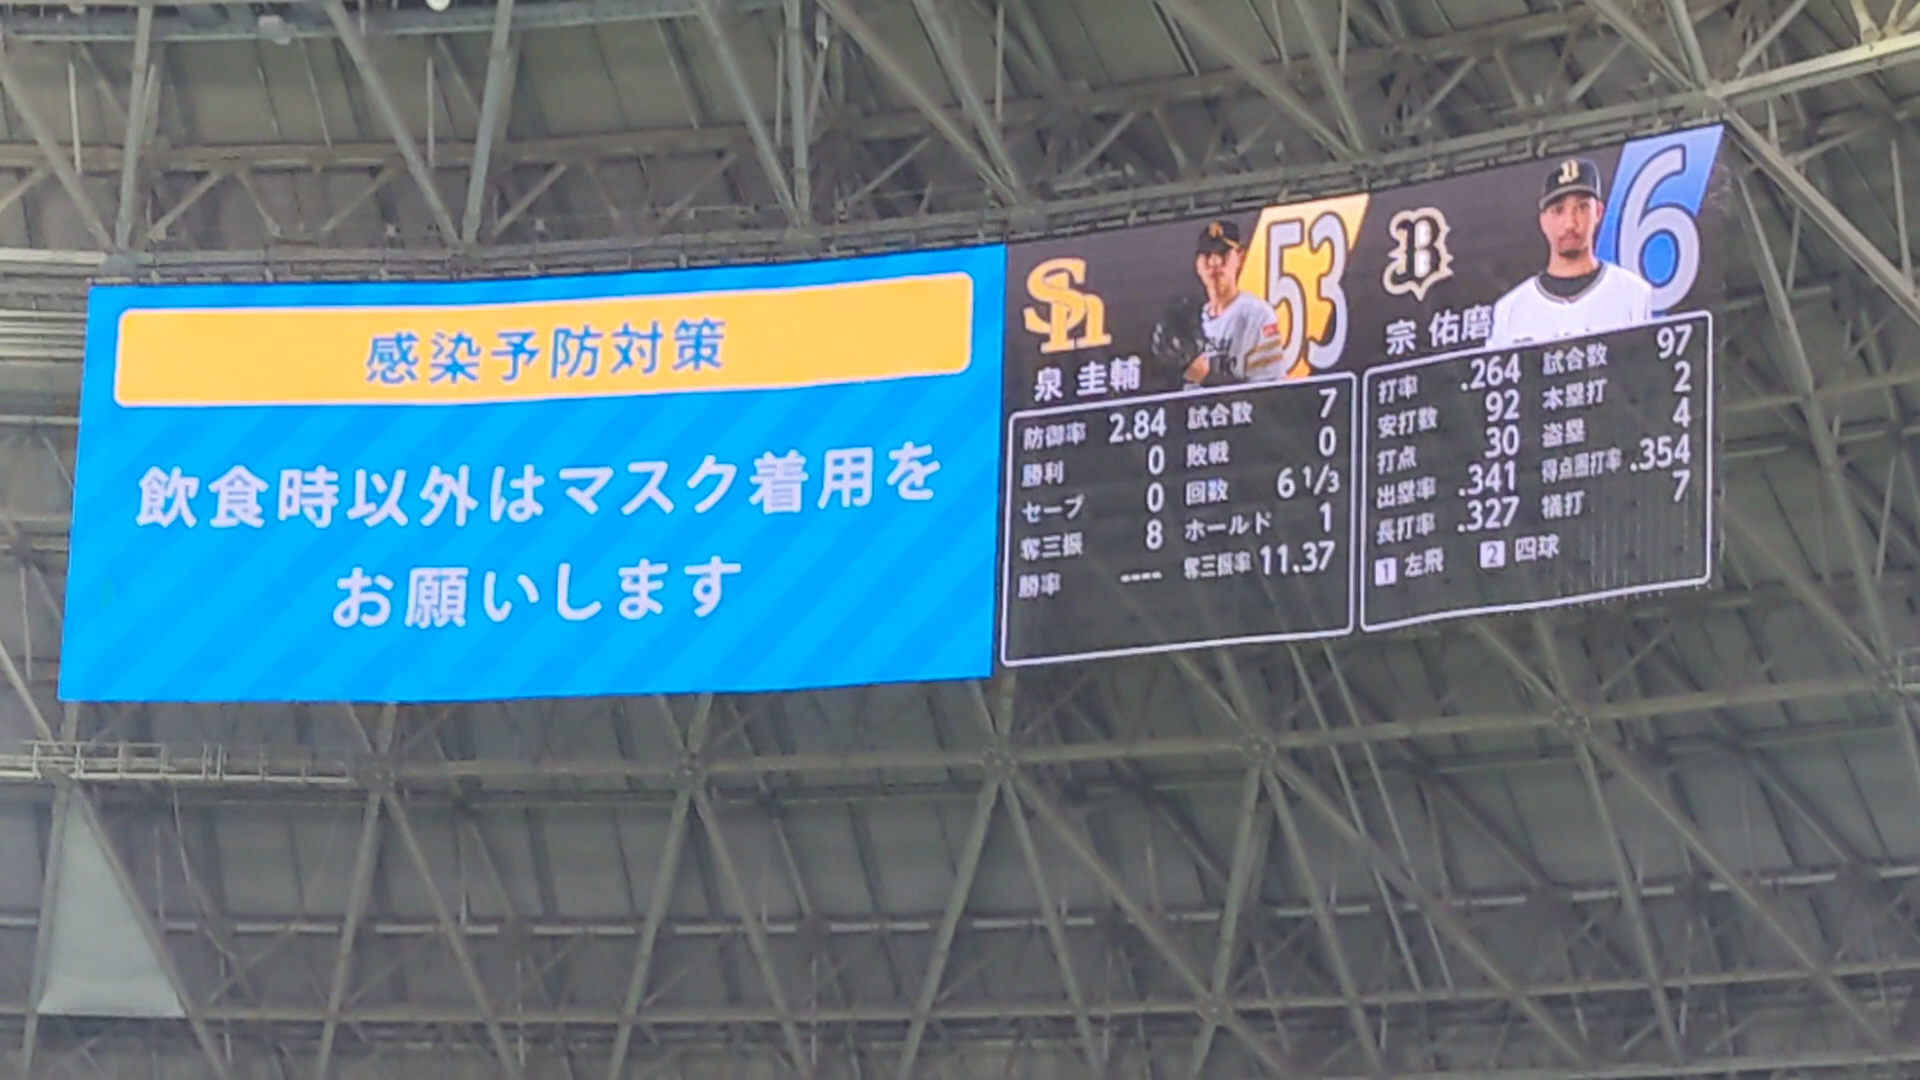 感染予防対策
飲食時以外はマスク着用を
お願いします
Sh
53
泉 圭輔
防御率 2.84 試合数 7
勝利 0 敗戦 0
セーブ 0 回数 6 1/3
奪三振 8 ホールド 1
勝率 ---- 奪三振率 11.37
B
6
宗 佑磨
打率 .264 試合数 97
安打数 92 本塁打 2
打点 30 盗塁 4
出塁率 .341 得点圏打率 .354
長打率 .327 犠打 7
1 左飛 2 四球